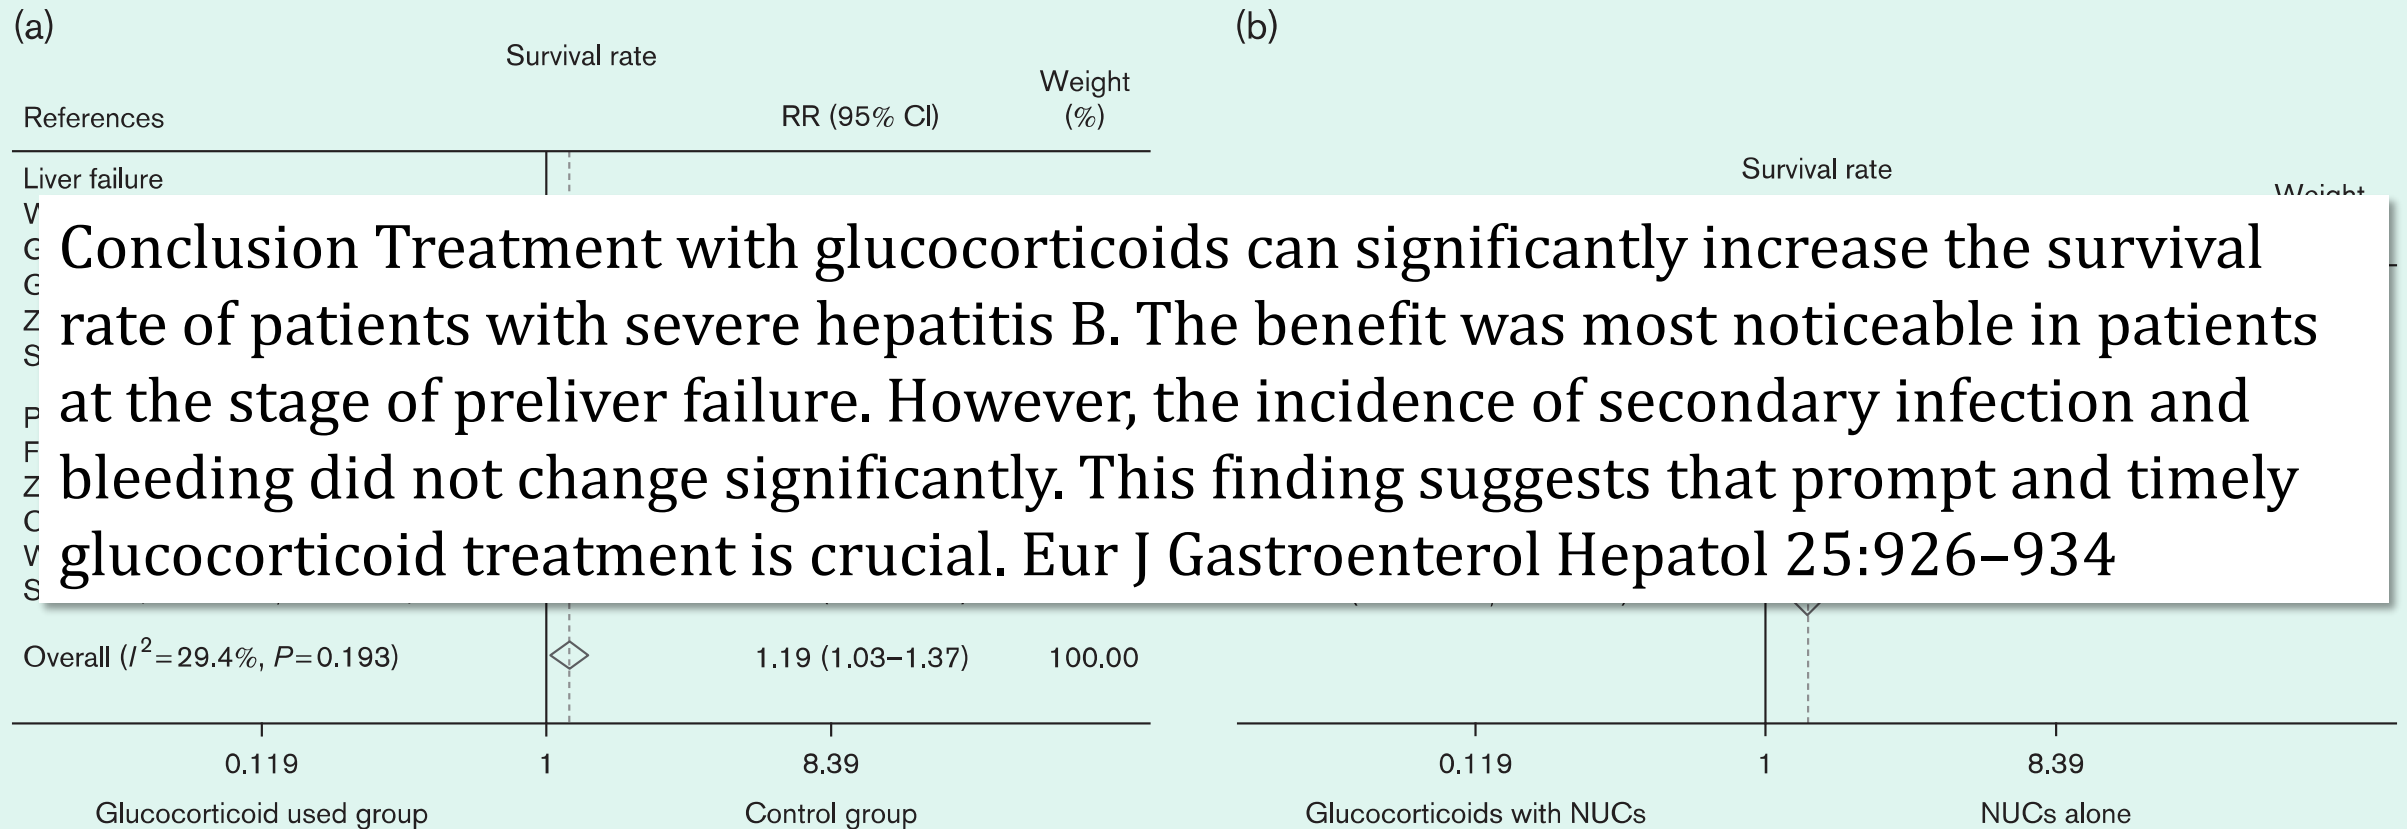 (a)
Survival rate
Weight
References RR (95% CI) (%)
Liver failure
W
G
G
Z
S
P
F
Z
C
W
S
Overall (I²=29.4%, P=0.193) 1.19 (1.03–1.37) 100.00
0.119 1 8.39
Glucocorticoid used group Control group
(b)
Survival rate
Weight
Conclusion Treatment with glucocorticoids can significantly increase the survival
rate of patients with severe hepatitis B. The benefit was most noticeable in patients
at the stage of preliver failure. However, the incidence of secondary infection and
bleeding did not change significantly. This finding suggests that prompt and timely
glucocorticoid treatment is crucial. Eur J Gastroenterol Hepatol 25:926–934
0.119 1 8.39
Glucocorticoids with NUCs NUCs alone